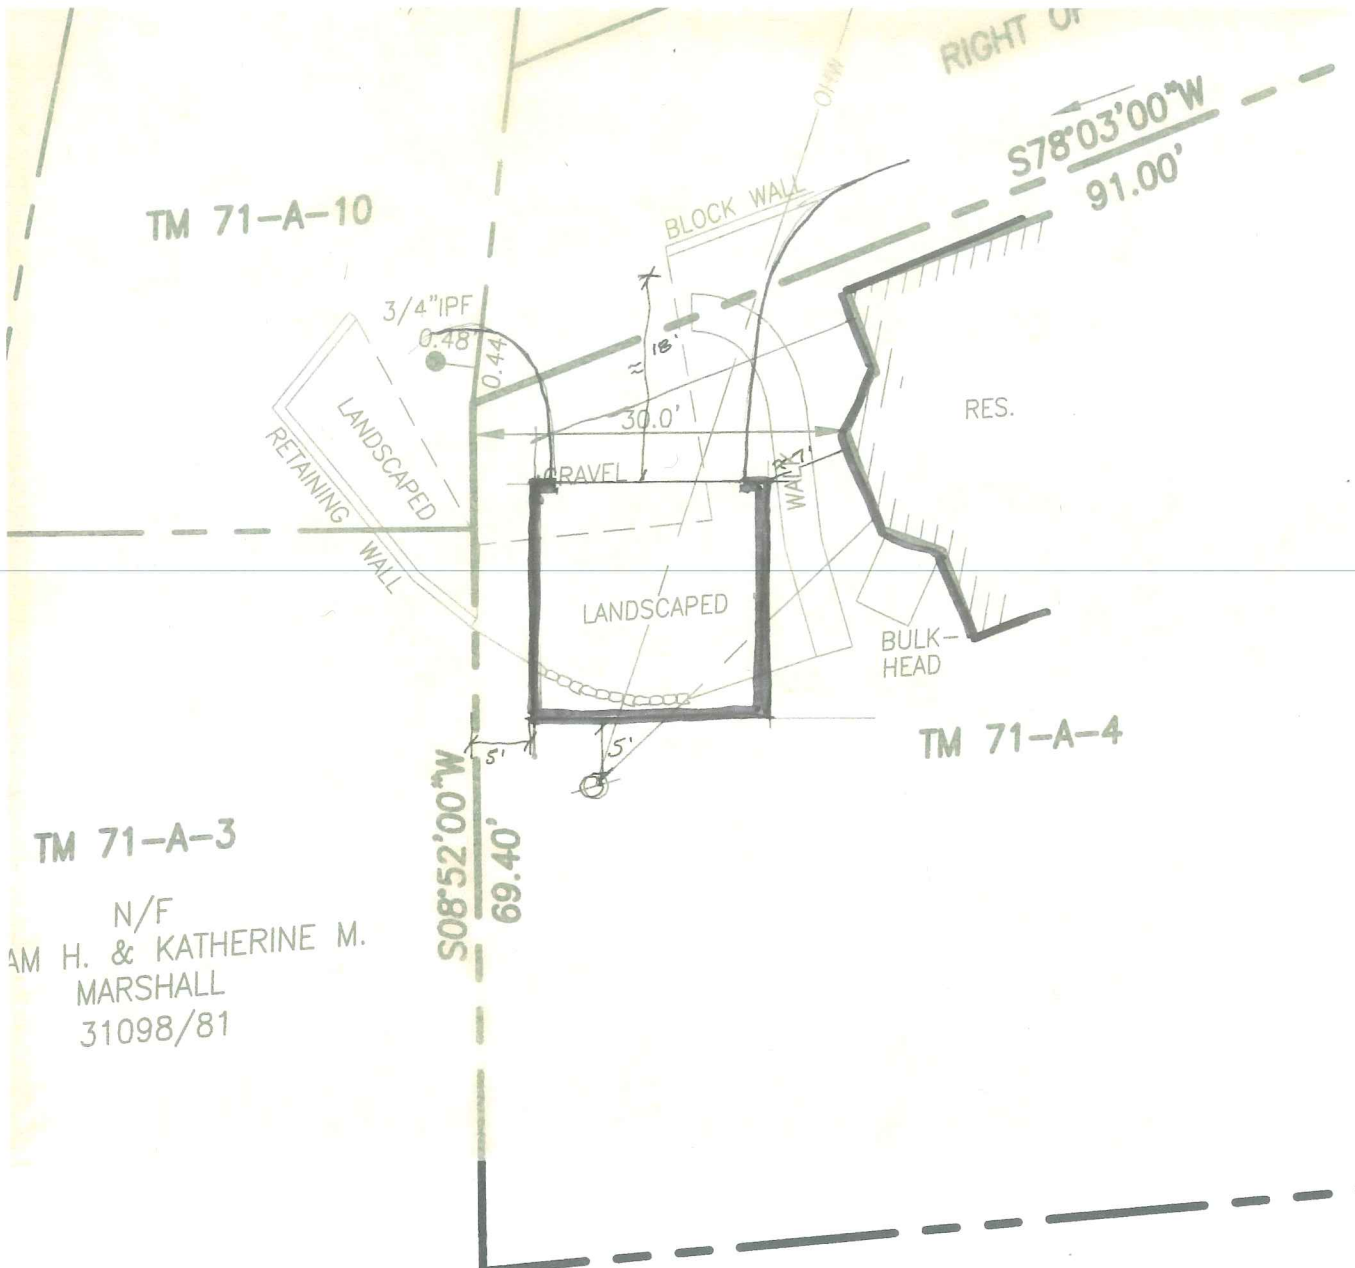 RIGHT OF
OHW
S78°03'00"W
91.00'
TM 71-A-10
BLOCK WALL
3/4"IPF
0.48'
0.44'
≈ 18'
30.0'
RES.
LANDSCAPED
RETAINING
WALL
GRAVEL
≈ 7'
WALL
LANDSCAPED
BULK-
HEAD
TM 71-A-4
5'
5'
S08°52'00"W
69.40'
TM 71-A-3
N/F
AM H. & KATHERINE M.
MARSHALL
31098/81